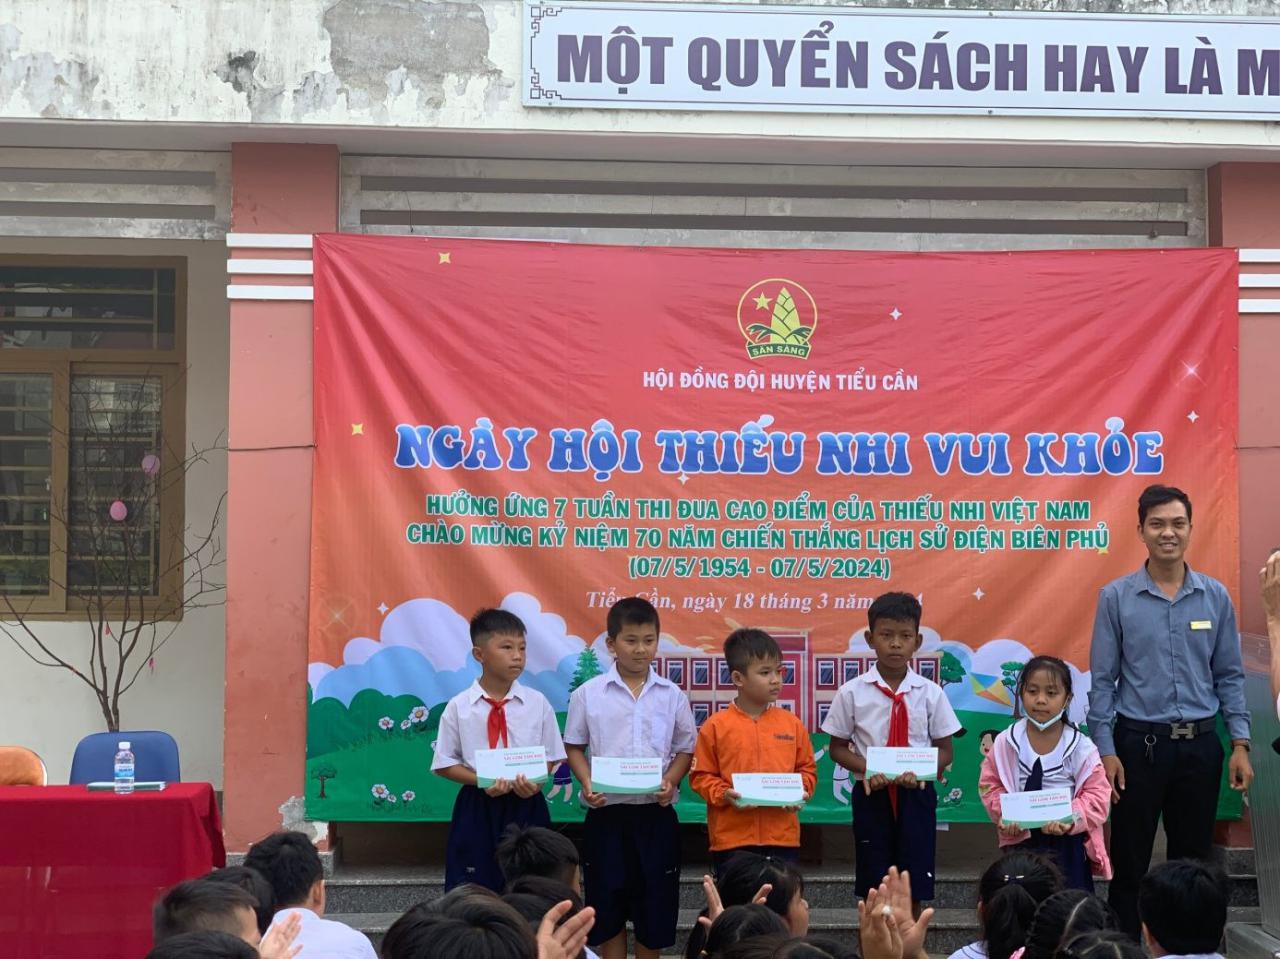 MỘT QUYỂN SÁCH HAY LÀ M
SẴN SÀNG
HỘI ĐỒNG ĐỘI HUYỆN TIỂU CẦN
NGÀY HỘI THIẾU NHI VUI KHỎE
HƯỞNG ỨNG 7 TUẦN THI ĐUA CAO ĐIỂM CỦA THIẾU NHI VIỆT NAM
CHÀO MỪNG KỶ NIỆM 70 NĂM CHIẾN THẮNG LỊCH SỬ ĐIỆN BIÊN PHỦ
(07/5/1954 - 07/5/2024)
Tiểu Cần, ngày 18 tháng 3 năm